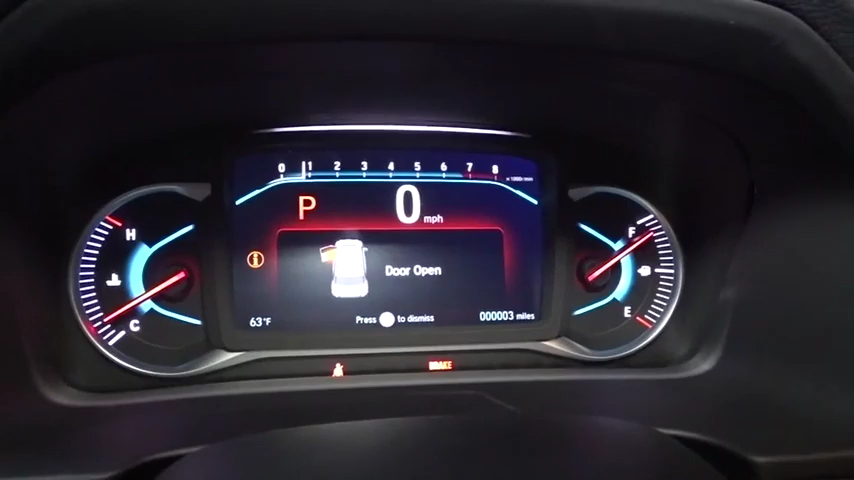 0 1 2 3 4 5 6 7 8
x 1000r/min
P 0 mph
H
F
Door Open
C
E
63°F
Press to dismiss
000003 miles
BRAKE